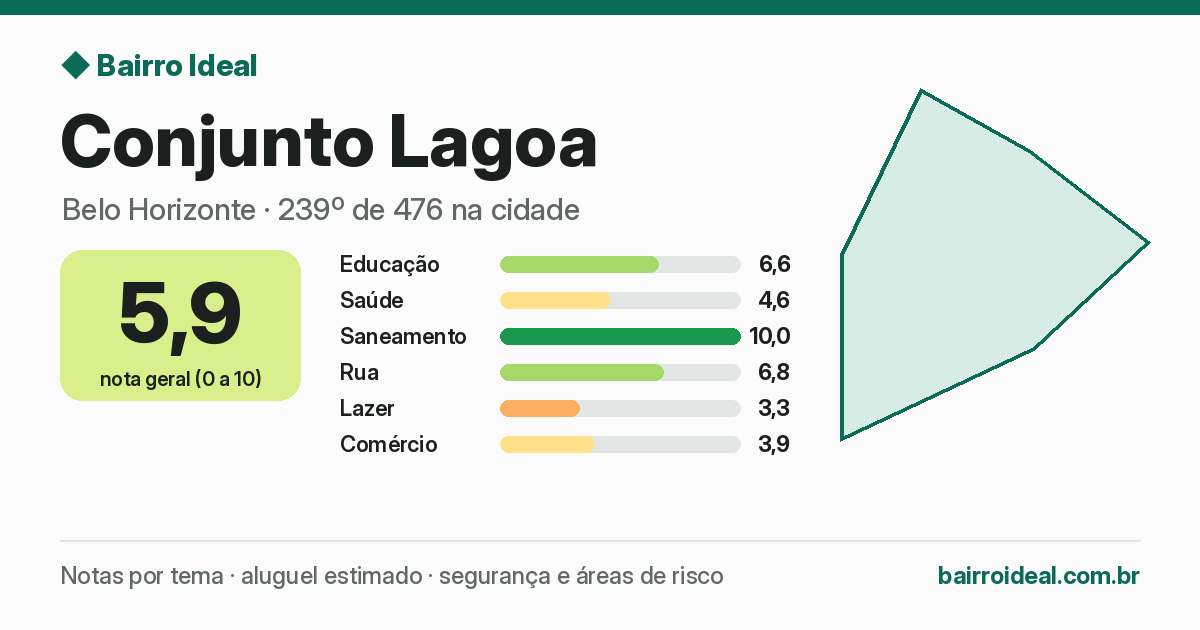 Bairro Ideal
Conjunto Lagoa
Belo Horizonte · 239º de 476 na cidade
5,9
nota geral (0 a 10)
Educação 6,6
Saúde 4,6
Saneamento 10,0
Rua 6,8
Lazer 3,3
Comércio 3,9
Notas por tema · aluguel estimado · segurança e áreas de risco
bairroideal.com.br